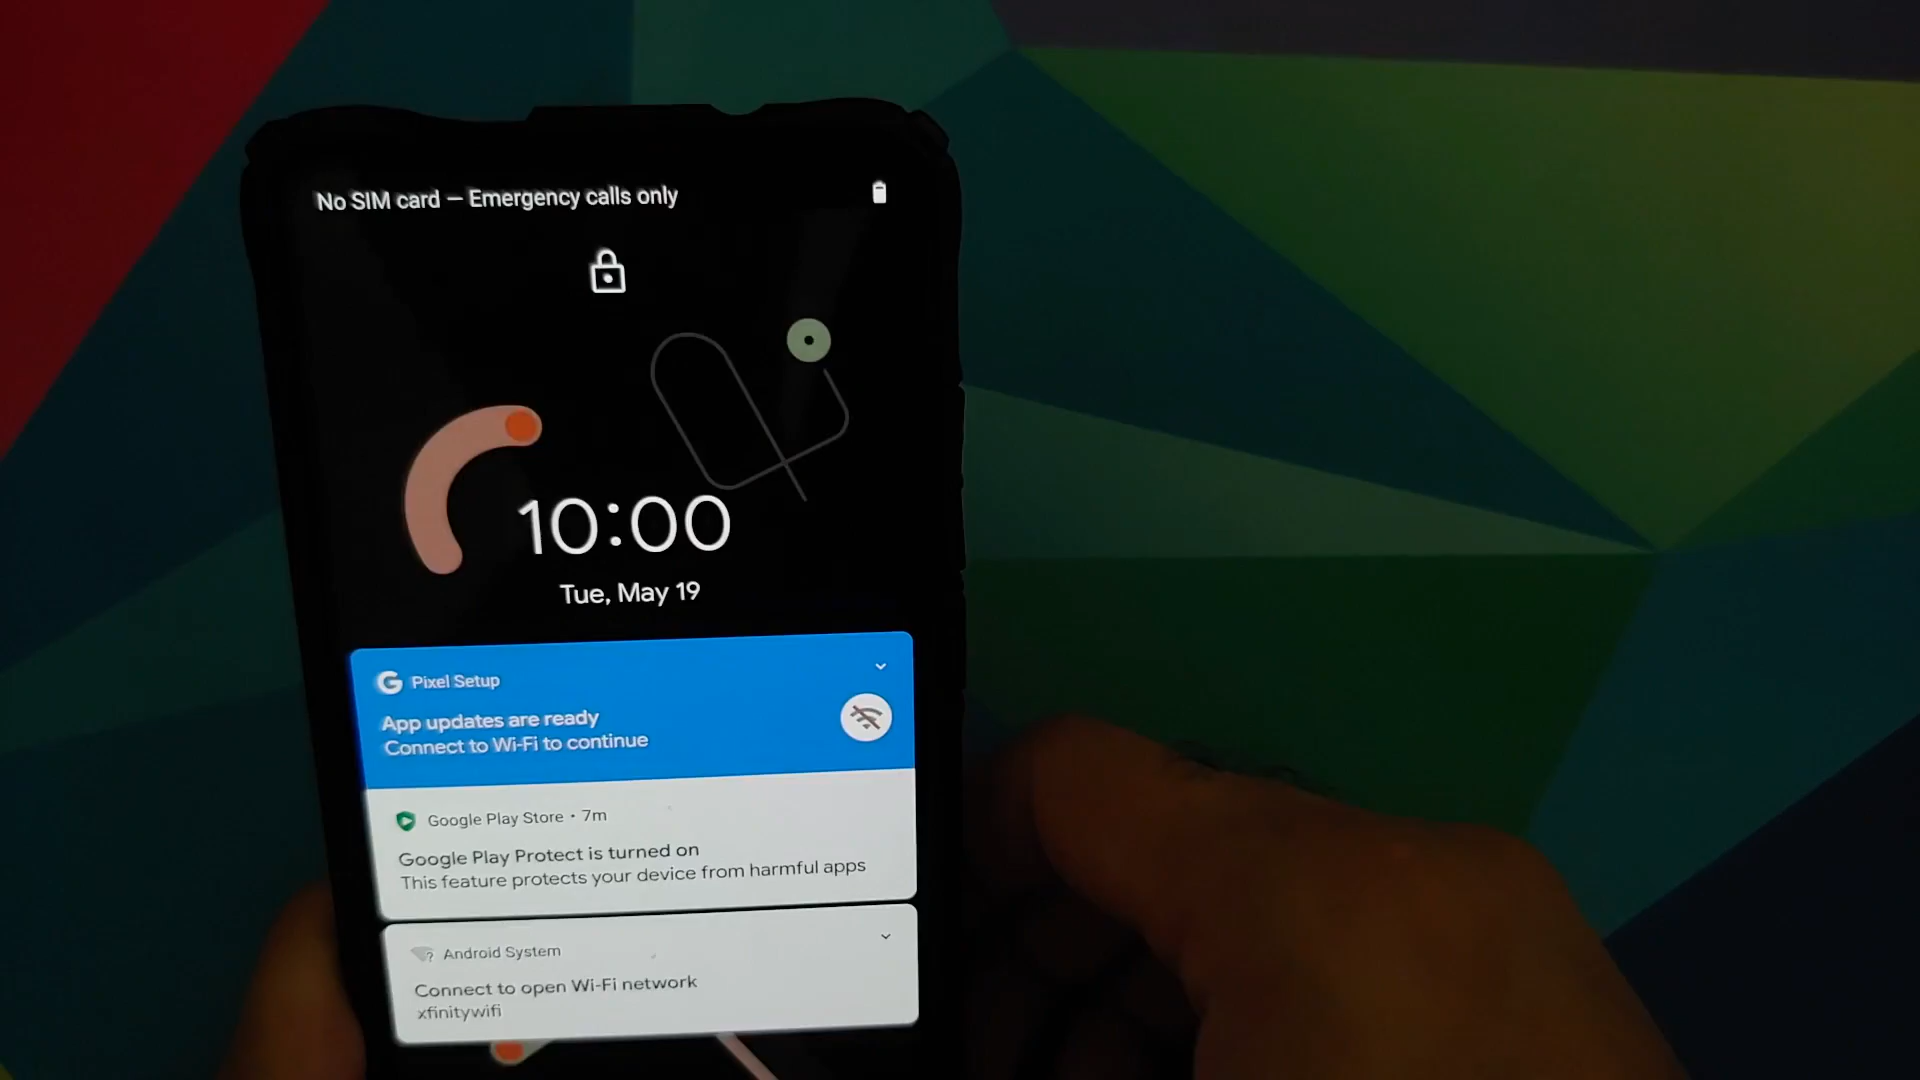 No SIM card — Emergency calls only
10:00
Tue, May 19
G Pixel Setup
App updates are ready
Connect to Wi-Fi to continue
Google Play Store • 7m
Google Play Protect is turned on
This feature protects your device from harmful apps
? Android System
Connect to open Wi-Fi network
xfinitywifi